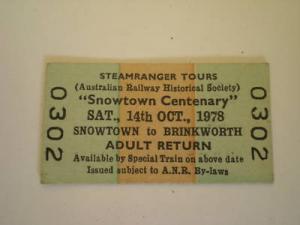 STEAMRANGER TOURS
(Australian Railway Historical Society)
"Snowtown Centenary"
SAT., 14th OCT., 1978
SNOWTOWN to BRINKWORTH
ADULT RETURN
Available by Special Train on above date
Issued subject to A.N.R. By-laws
0302
0302